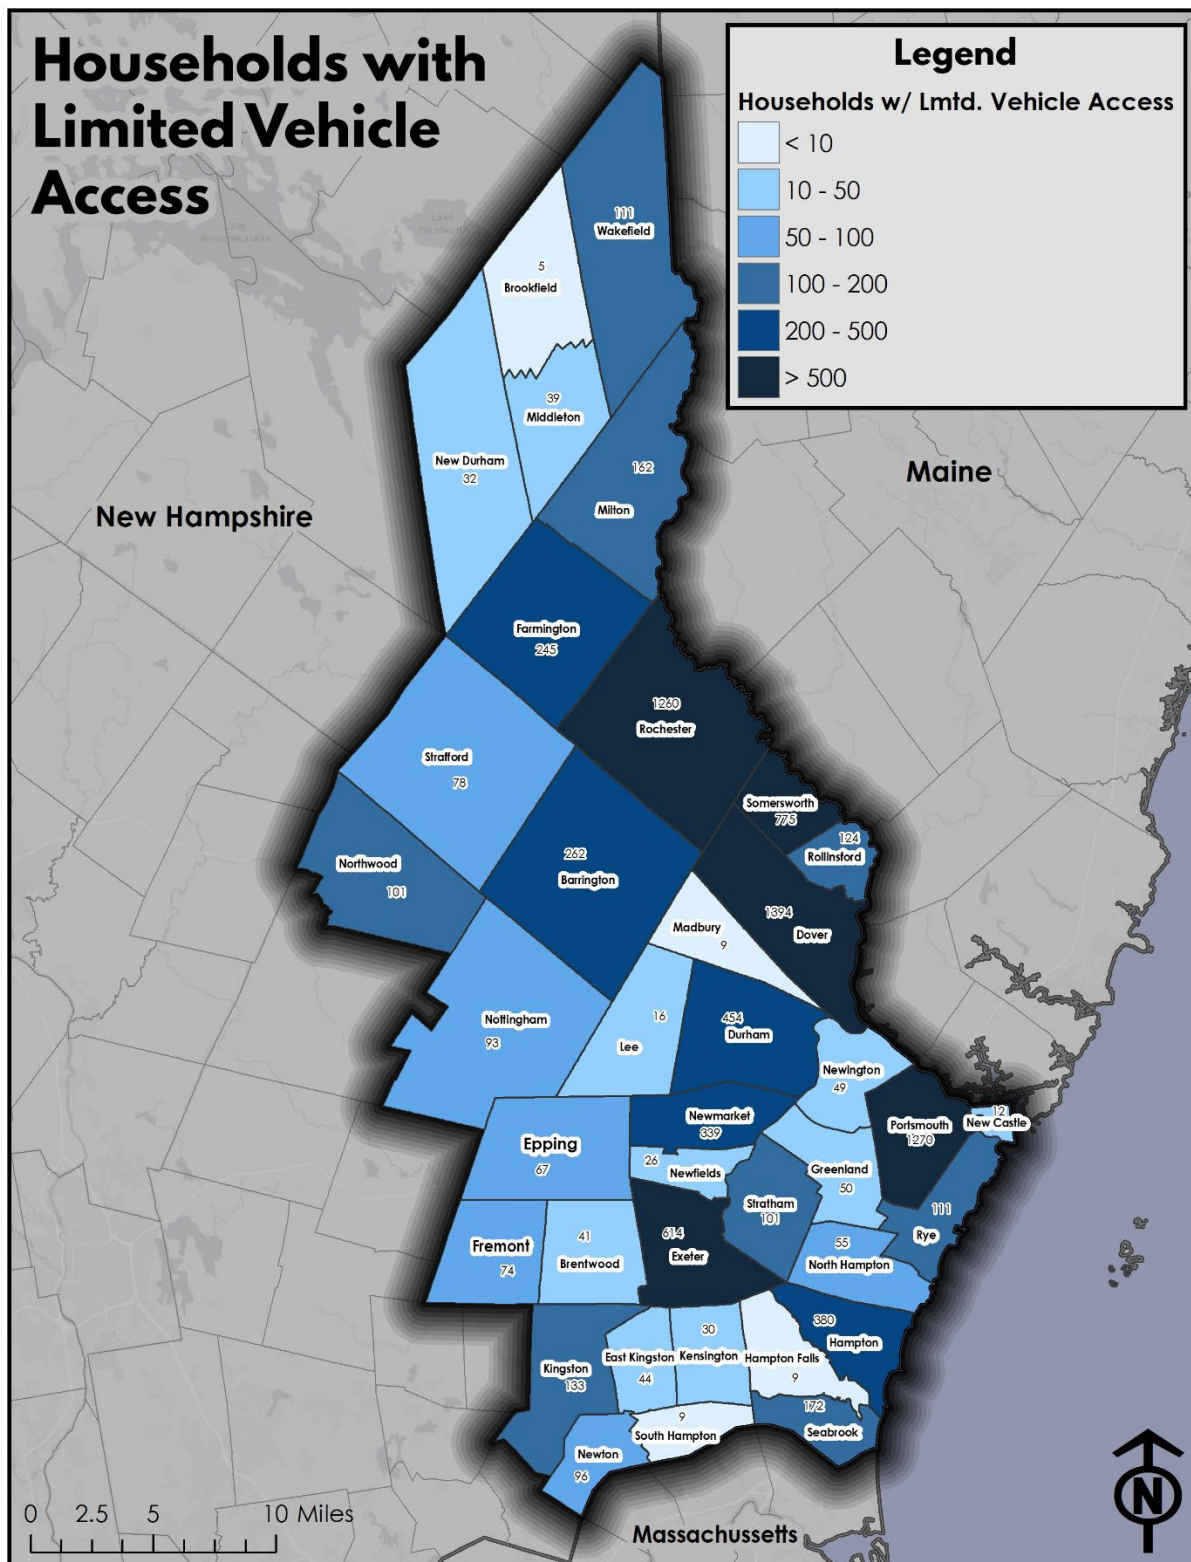 Households with
Limited Vehicle
Access
Legend
Households w/ Lmtd. Vehicle Access
< 10
10 - 50
50 - 100
100 - 200
200 - 500
> 500
111
Wakefield
5
Brookfield
39
Middleton
New Durham
32
162
Milton
Maine
New Hampshire
Farmington
245
1260
Rochester
Strafford
78
Somersworth
775
124
Rollinsford
262
Barrington
Northwood
101
1394
Dover
Madbury
9
Nottingham
93
16
Lee
454
Durham
Newington
49
Newmarket
339
Portsmouth
1270
12
New Castle
Epping
67
26
Newfields
Greenland
50
Stratham
101
111
Rye
614
Exeter
55
North Hampton
Fremont
74
41
Brentwood
380
Hampton
30
Kensington
East Kingston
44
Hampton Falls
9
Kingston
133
172
Seabrook
9
South Hampton
Newton
96
0 2.5 5 10 Miles
Massachussetts
N